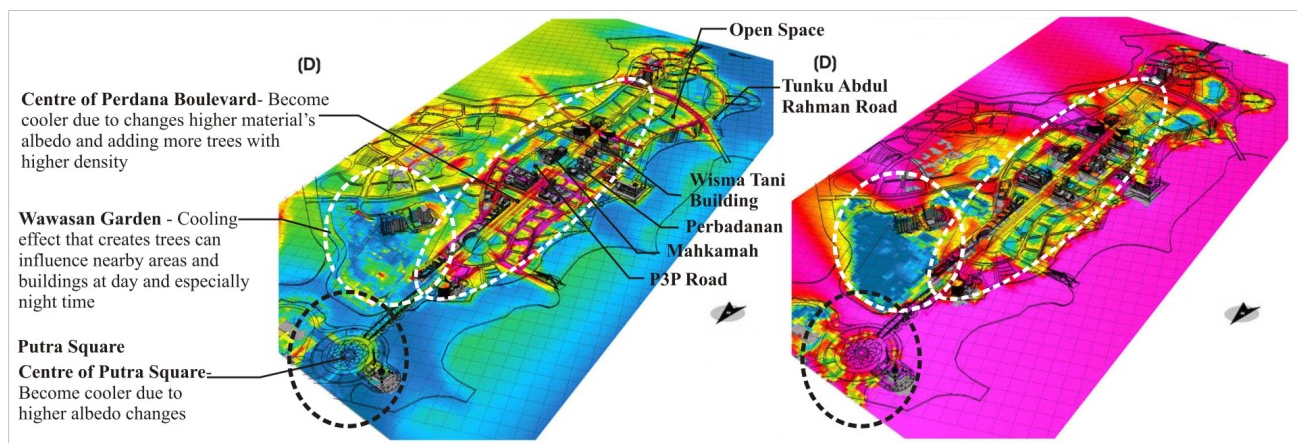 (D)
Centre of Perdana Boulevard- Become
cooler due to changes higher material's
albedo and adding more trees with
higher density
Wawasan Garden - Cooling
effect that creates trees can
influence nearby areas and
buildings at day and especially
night time
Putra Square
Centre of Putra Square-
Become cooler due to
higher albedo changes
Open Space
Tunku Abdul
Rahman Road
Wisma Tani
Building
Perbadanan
Mahkamah
P3P Road
(D)